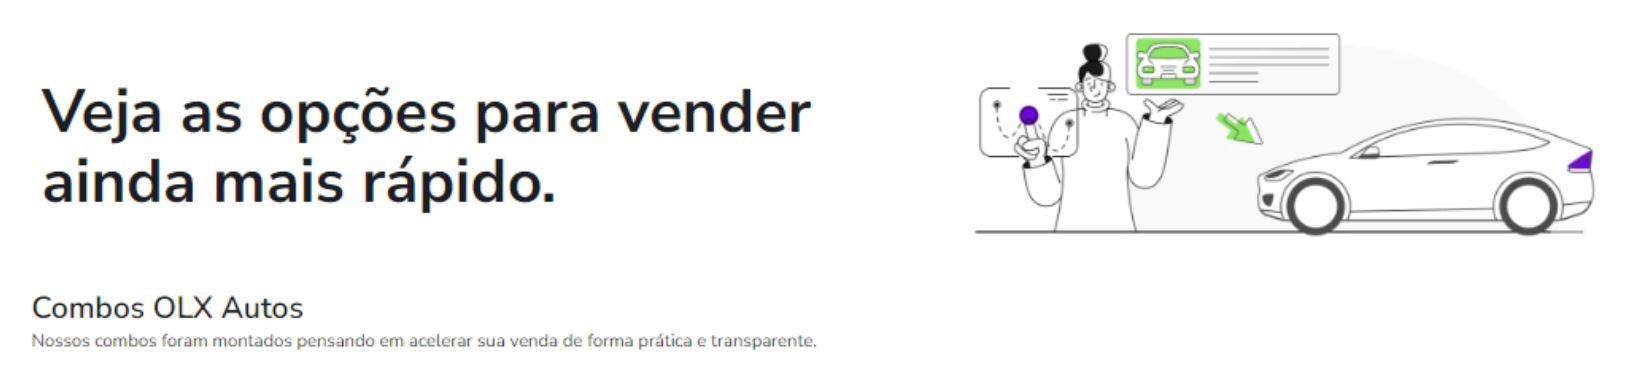 Veja as opções para vender
ainda mais rápido.
Combos OLX Autos
Nossos combos foram montados pensando em acelerar sua venda de forma prática e transparente.